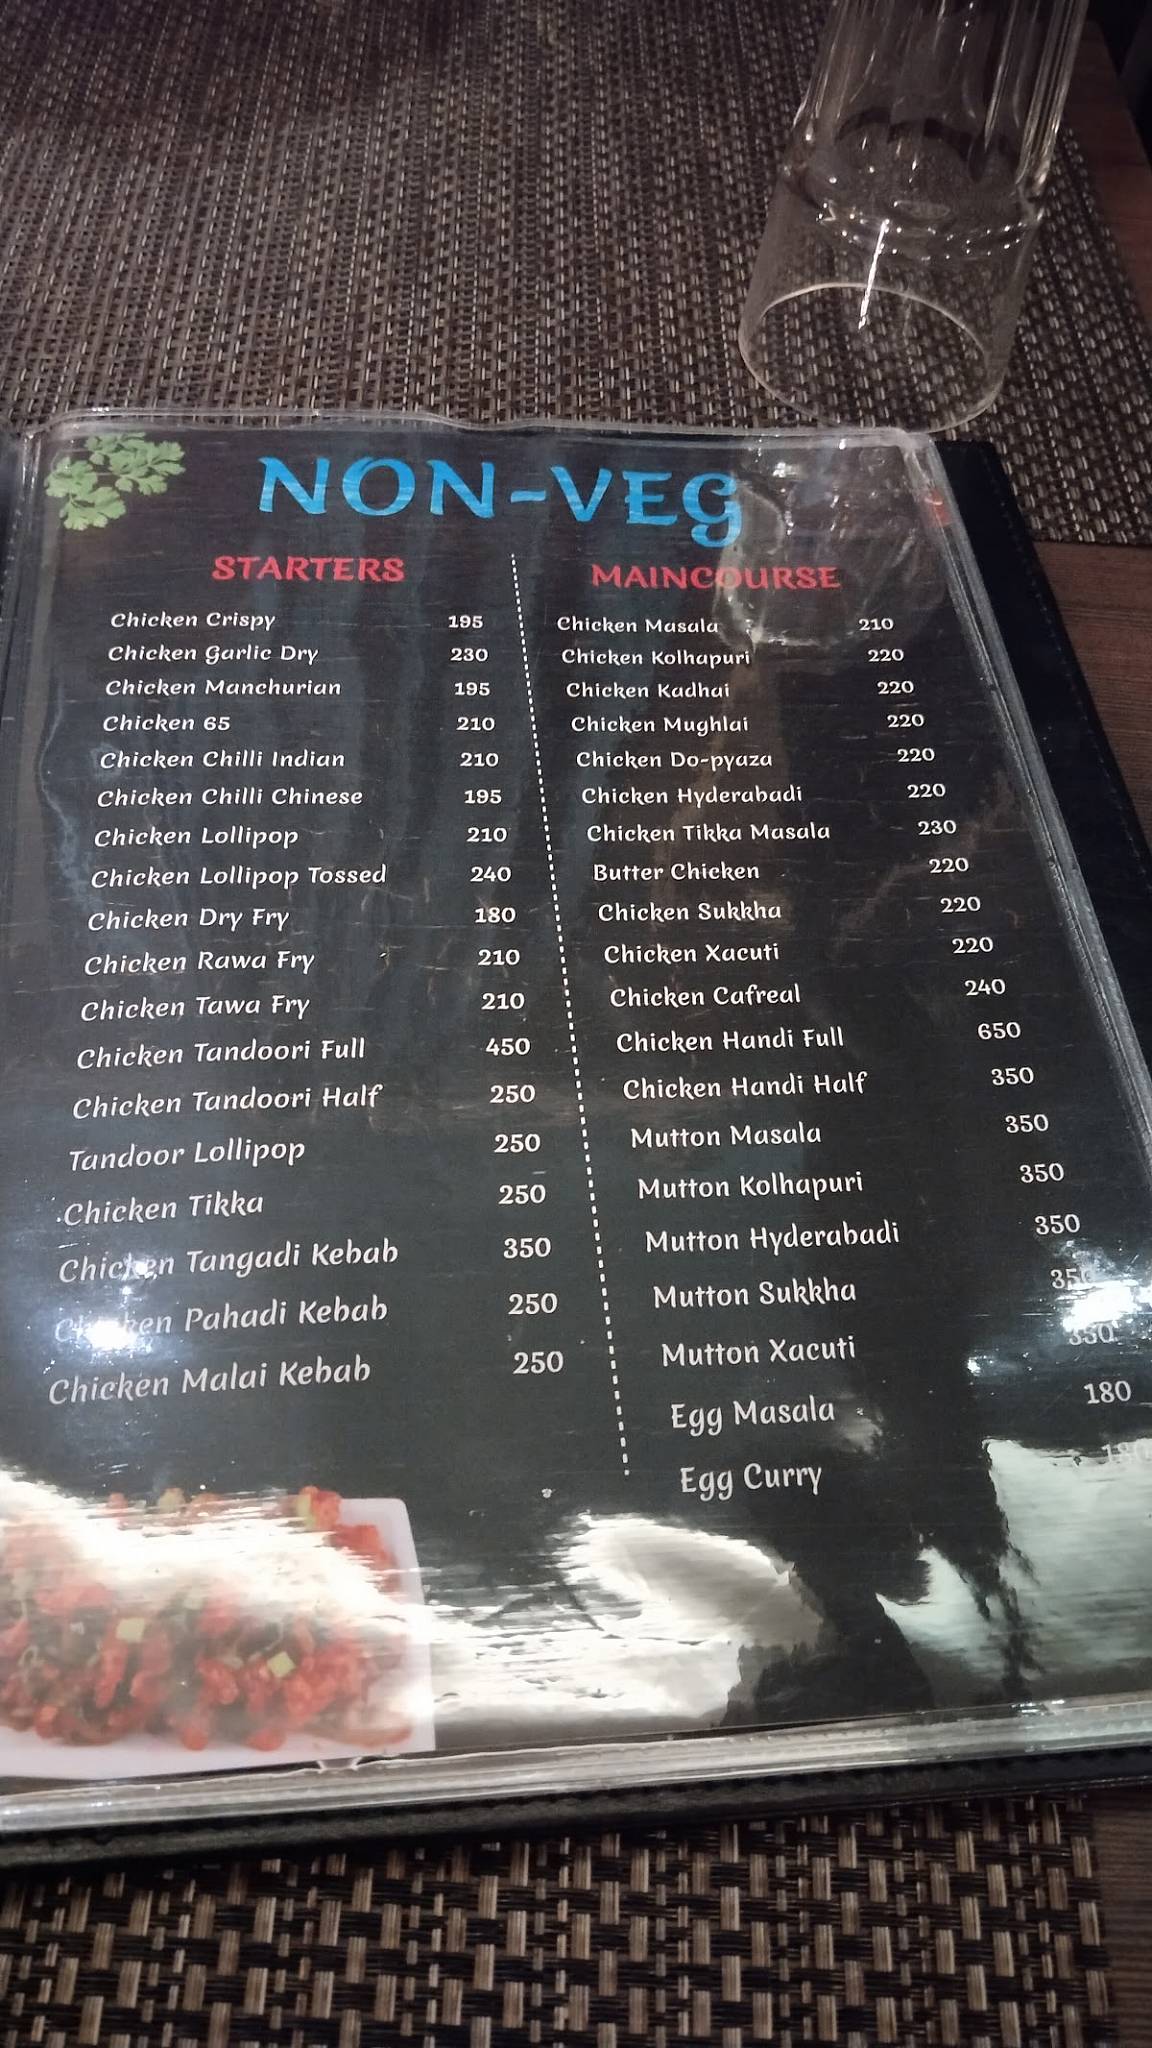 NON-VEG
STARTERS
Chicken Crispy 195
Chicken Garlic Dry 230
Chicken Manchurian 195
Chicken 65 210
Chicken Chilli Indian 210
Chicken Chilli Chinese 195
Chicken Lollipop 210
Chicken Lollipop Tossed 240
Chicken Dry Fry 180
Chicken Rawa Fry 210
Chicken Tawa Fry 210
Chicken Tandoori Full 450
Chicken Tandoori Half 250
Tandoor Lollipop 250
Chicken Tikka 250
Chicken Tangadi Kebab 350
Chicken Pahadi Kebab 250
Chicken Malai Kebab 250
MAINCOURSE
Chicken Masala 210
Chicken Kolhapuri 220
Chicken Kadhai 220
Chicken Mughlai 220
Chicken Do-pyaza 220
Chicken Hyderabadi 220
Chicken Tikka Masala 230
Butter Chicken 220
Chicken Sukkha 220
Chicken Xacuti 220
Chicken Cafreal 240
Chicken Handi Full 650
Chicken Handi Half 350
Mutton Masala 350
Mutton Kolhapuri 350
Mutton Hyderabadi 350
Mutton Sukkha 350
Mutton Xacuti 350
Egg Masala 180
Egg Curry 180